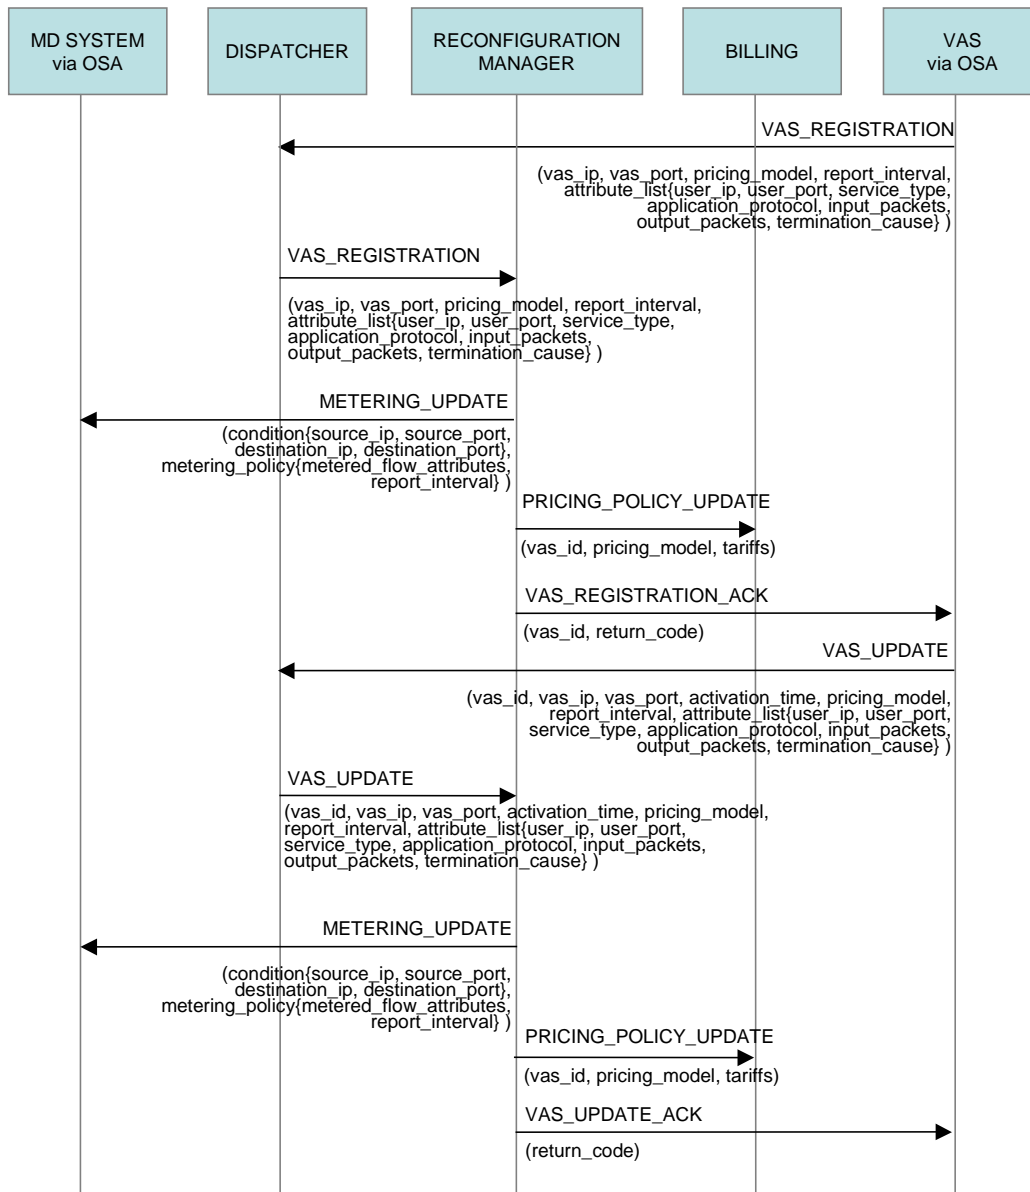 MD SYSTEM
via OSA
DISPATCHER
RECONFIGURATION
MANAGER
BILLING
VAS
via OSA
VAS_REGISTRATION
(vas_ip, vas_port, pricing_model, report_interval,
attribute_list{user_ip, user_port, service_type,
application_protocol, input_packets,
output_packets, termination_cause} )
VAS_REGISTRATION
(vas_ip, vas_port, pricing_model, report_interval,
attribute_list{user_ip, user_port, service_type,
application_protocol, input_packets,
output_packets, termination_cause} )
METERING_UPDATE
(condition{source_ip, source_port,
destination_ip, destination_port},
metering_policy{metered_flow_attributes,
report_interval} )
PRICING_POLICY_UPDATE
(vas_id, pricing_model, tariffs)
VAS_REGISTRATION_ACK
(vas_id, return_code)
VAS_UPDATE
(vas_id, vas_ip, vas_port, activation_time, pricing_model,
report_interval, attribute_list{user_ip, user_port,
service_type, application_protocol, input_packets,
output_packets, termination_cause} )
VAS_UPDATE
(vas_id, vas_ip, vas_port, activation_time, pricing_model,
report_interval, attribute_list{user_ip, user_port,
service_type, application_protocol, input_packets,
output_packets, termination_cause} )
METERING_UPDATE
(condition{source_ip, source_port,
destination_ip, destination_port},
metering_policy{metered_flow_attributes,
report_interval} )
PRICING_POLICY_UPDATE
(vas_id, pricing_model, tariffs)
VAS_UPDATE_ACK
(return_code)